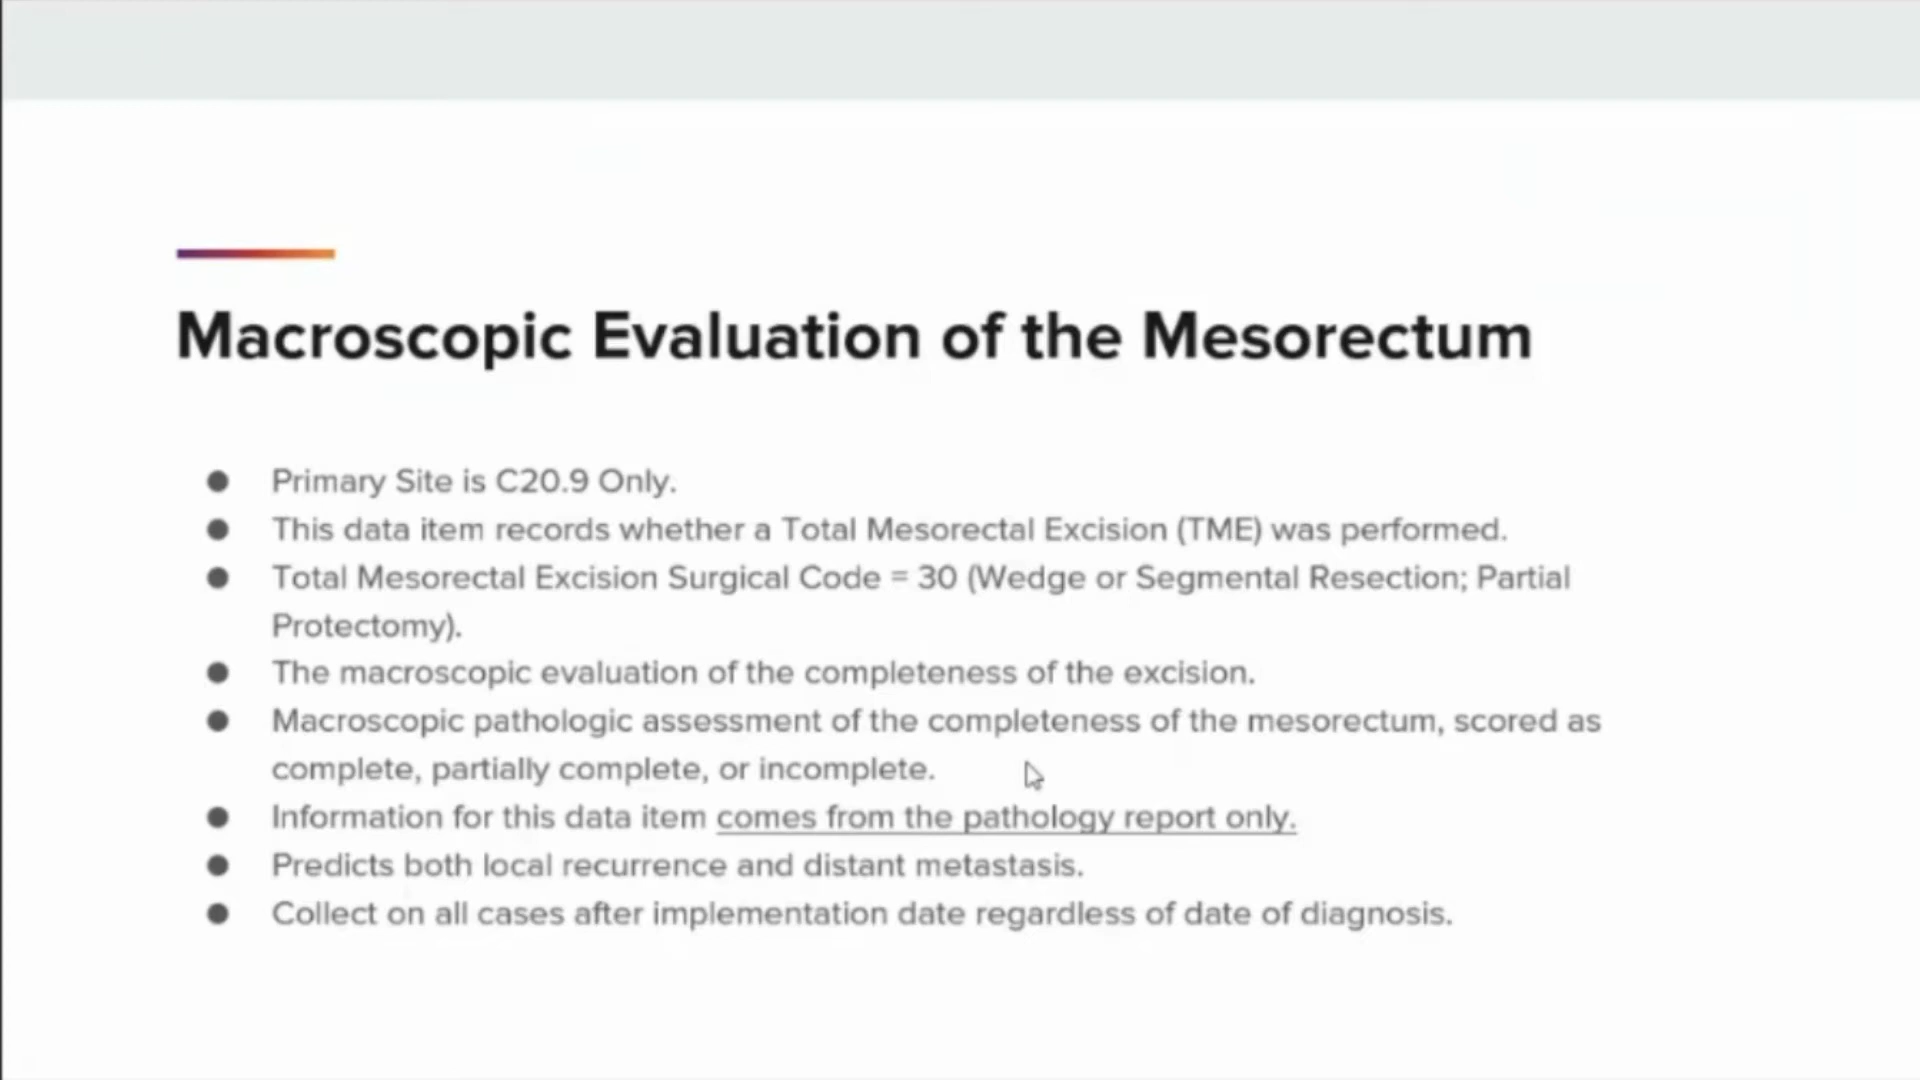 Macroscopic Evaluation of the Mesorectum
● Primary Site is C20.9 Only.
● This data item records whether a Total Mesorectal Excision (TME) was performed.
● Total Mesorectal Excision Surgical Code = 30 (Wedge or Segmental Resection; Partial
Protectomy).
● The macroscopic evaluation of the completeness of the excision.
● Macroscopic pathologic assessment of the completeness of the mesorectum, scored as
complete, partially complete, or incomplete.
● Information for this data item comes from the pathology report only.
● Predicts both local recurrence and distant metastasis.
● Collect on all cases after implementation date regardless of date of diagnosis.